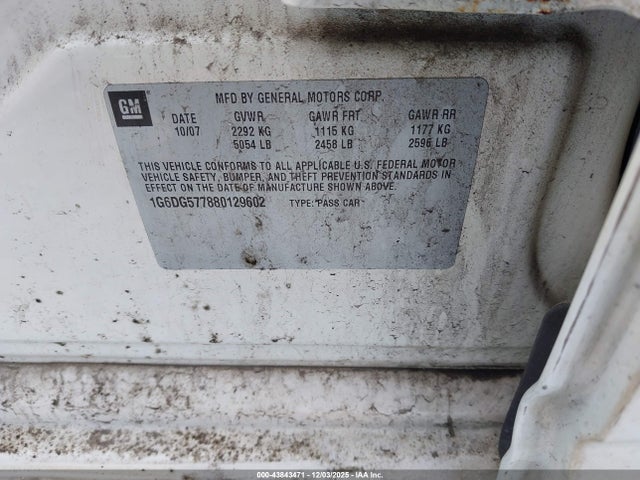 GM
MFD BY GENERAL MOTORS CORP.
DATE GVWR GAWR FRT GAWR RR
10/07 2292 KG 1115 KG 1177 KG
5054 LB 2458 LB 2596 LB
THIS VEHICLE CONFORMS TO ALL APPLICABLE U.S. FEDERAL MOTOR
VEHICLE SAFETY, BUMPER, AND THEFT PREVENTION STANDARDS IN
EFFECT ON THE DATE OF MANUFACTURE SHOWN ABOVE.
1G6DG577880129602 TYPE: PASS CAR
000-43843471 - 12/03/2025 - IAA Inc.